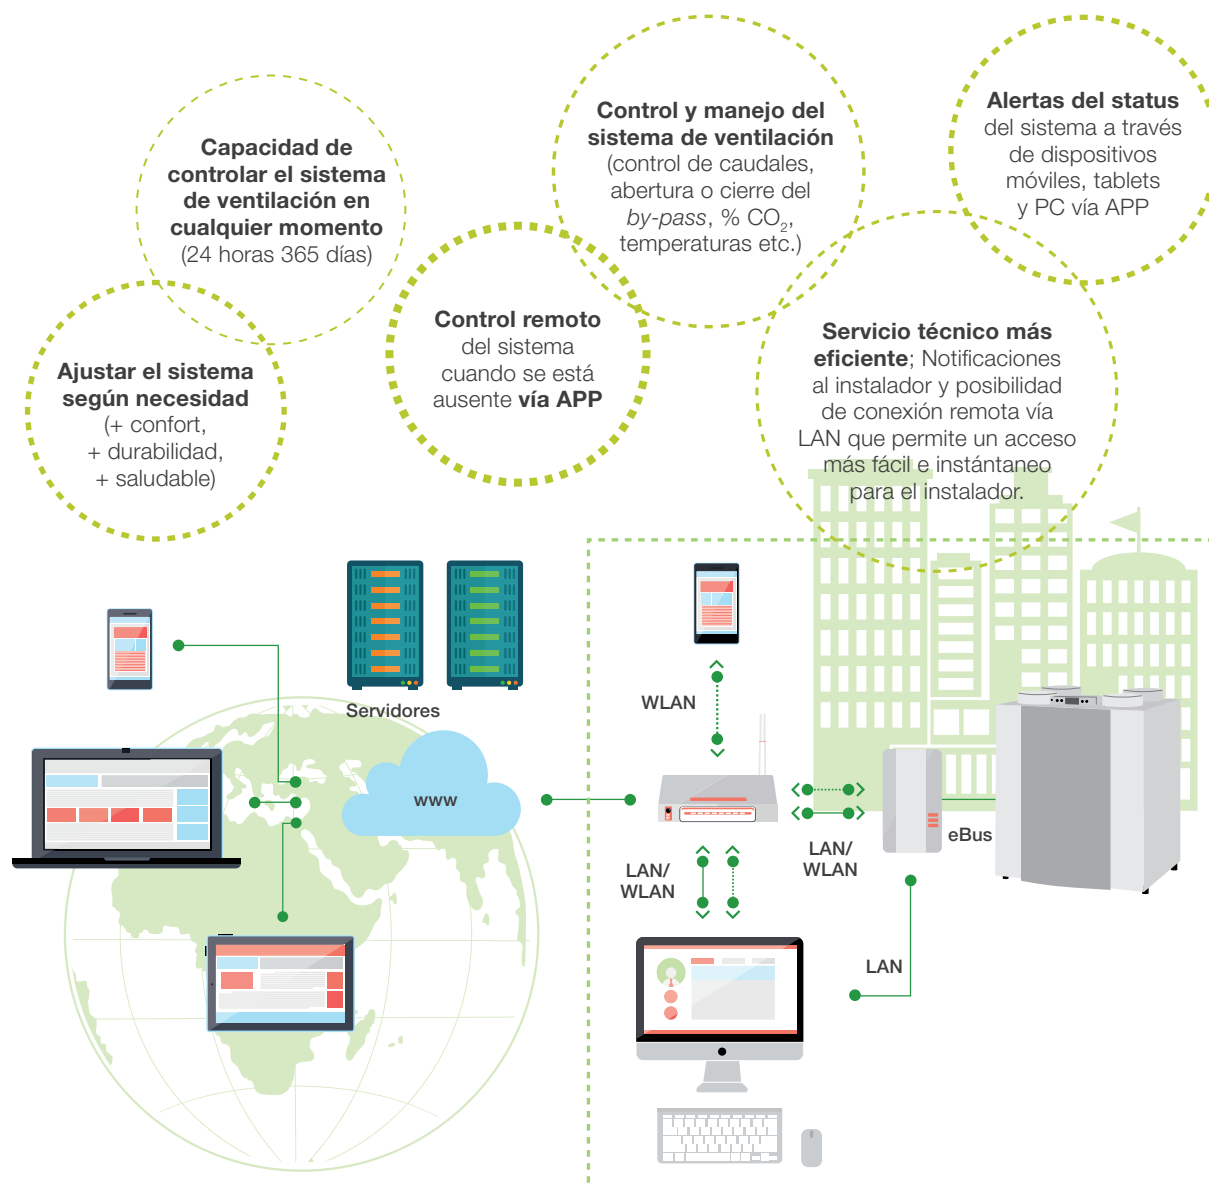 Capacidad de
controlar el sistema
de ventilación en
cualquier momento
(24 horas 365 días)
Control y manejo del
sistema de ventilación
(control de caudales,
abertura o cierre del
by-pass, % CO₂,
temperaturas etc.)
Alertas del status
del sistema a través
de dispositivos
móviles, tablets
y PC vía APP
Ajustar el sistema
según necesidad
(+ confort,
+ durabilidad,
+ saludable)
Control remoto
del sistema
cuando se está
ausente vía APP
Servicio técnico más
eficiente; Notificaciones
al instalador y posibilidad
de conexión remota vía
LAN que permite un acceso
más fácil e instántaneo
para el instalador.
Servidores
WLAN
www
eBus
LAN/
WLAN
LAN/
WLAN
LAN